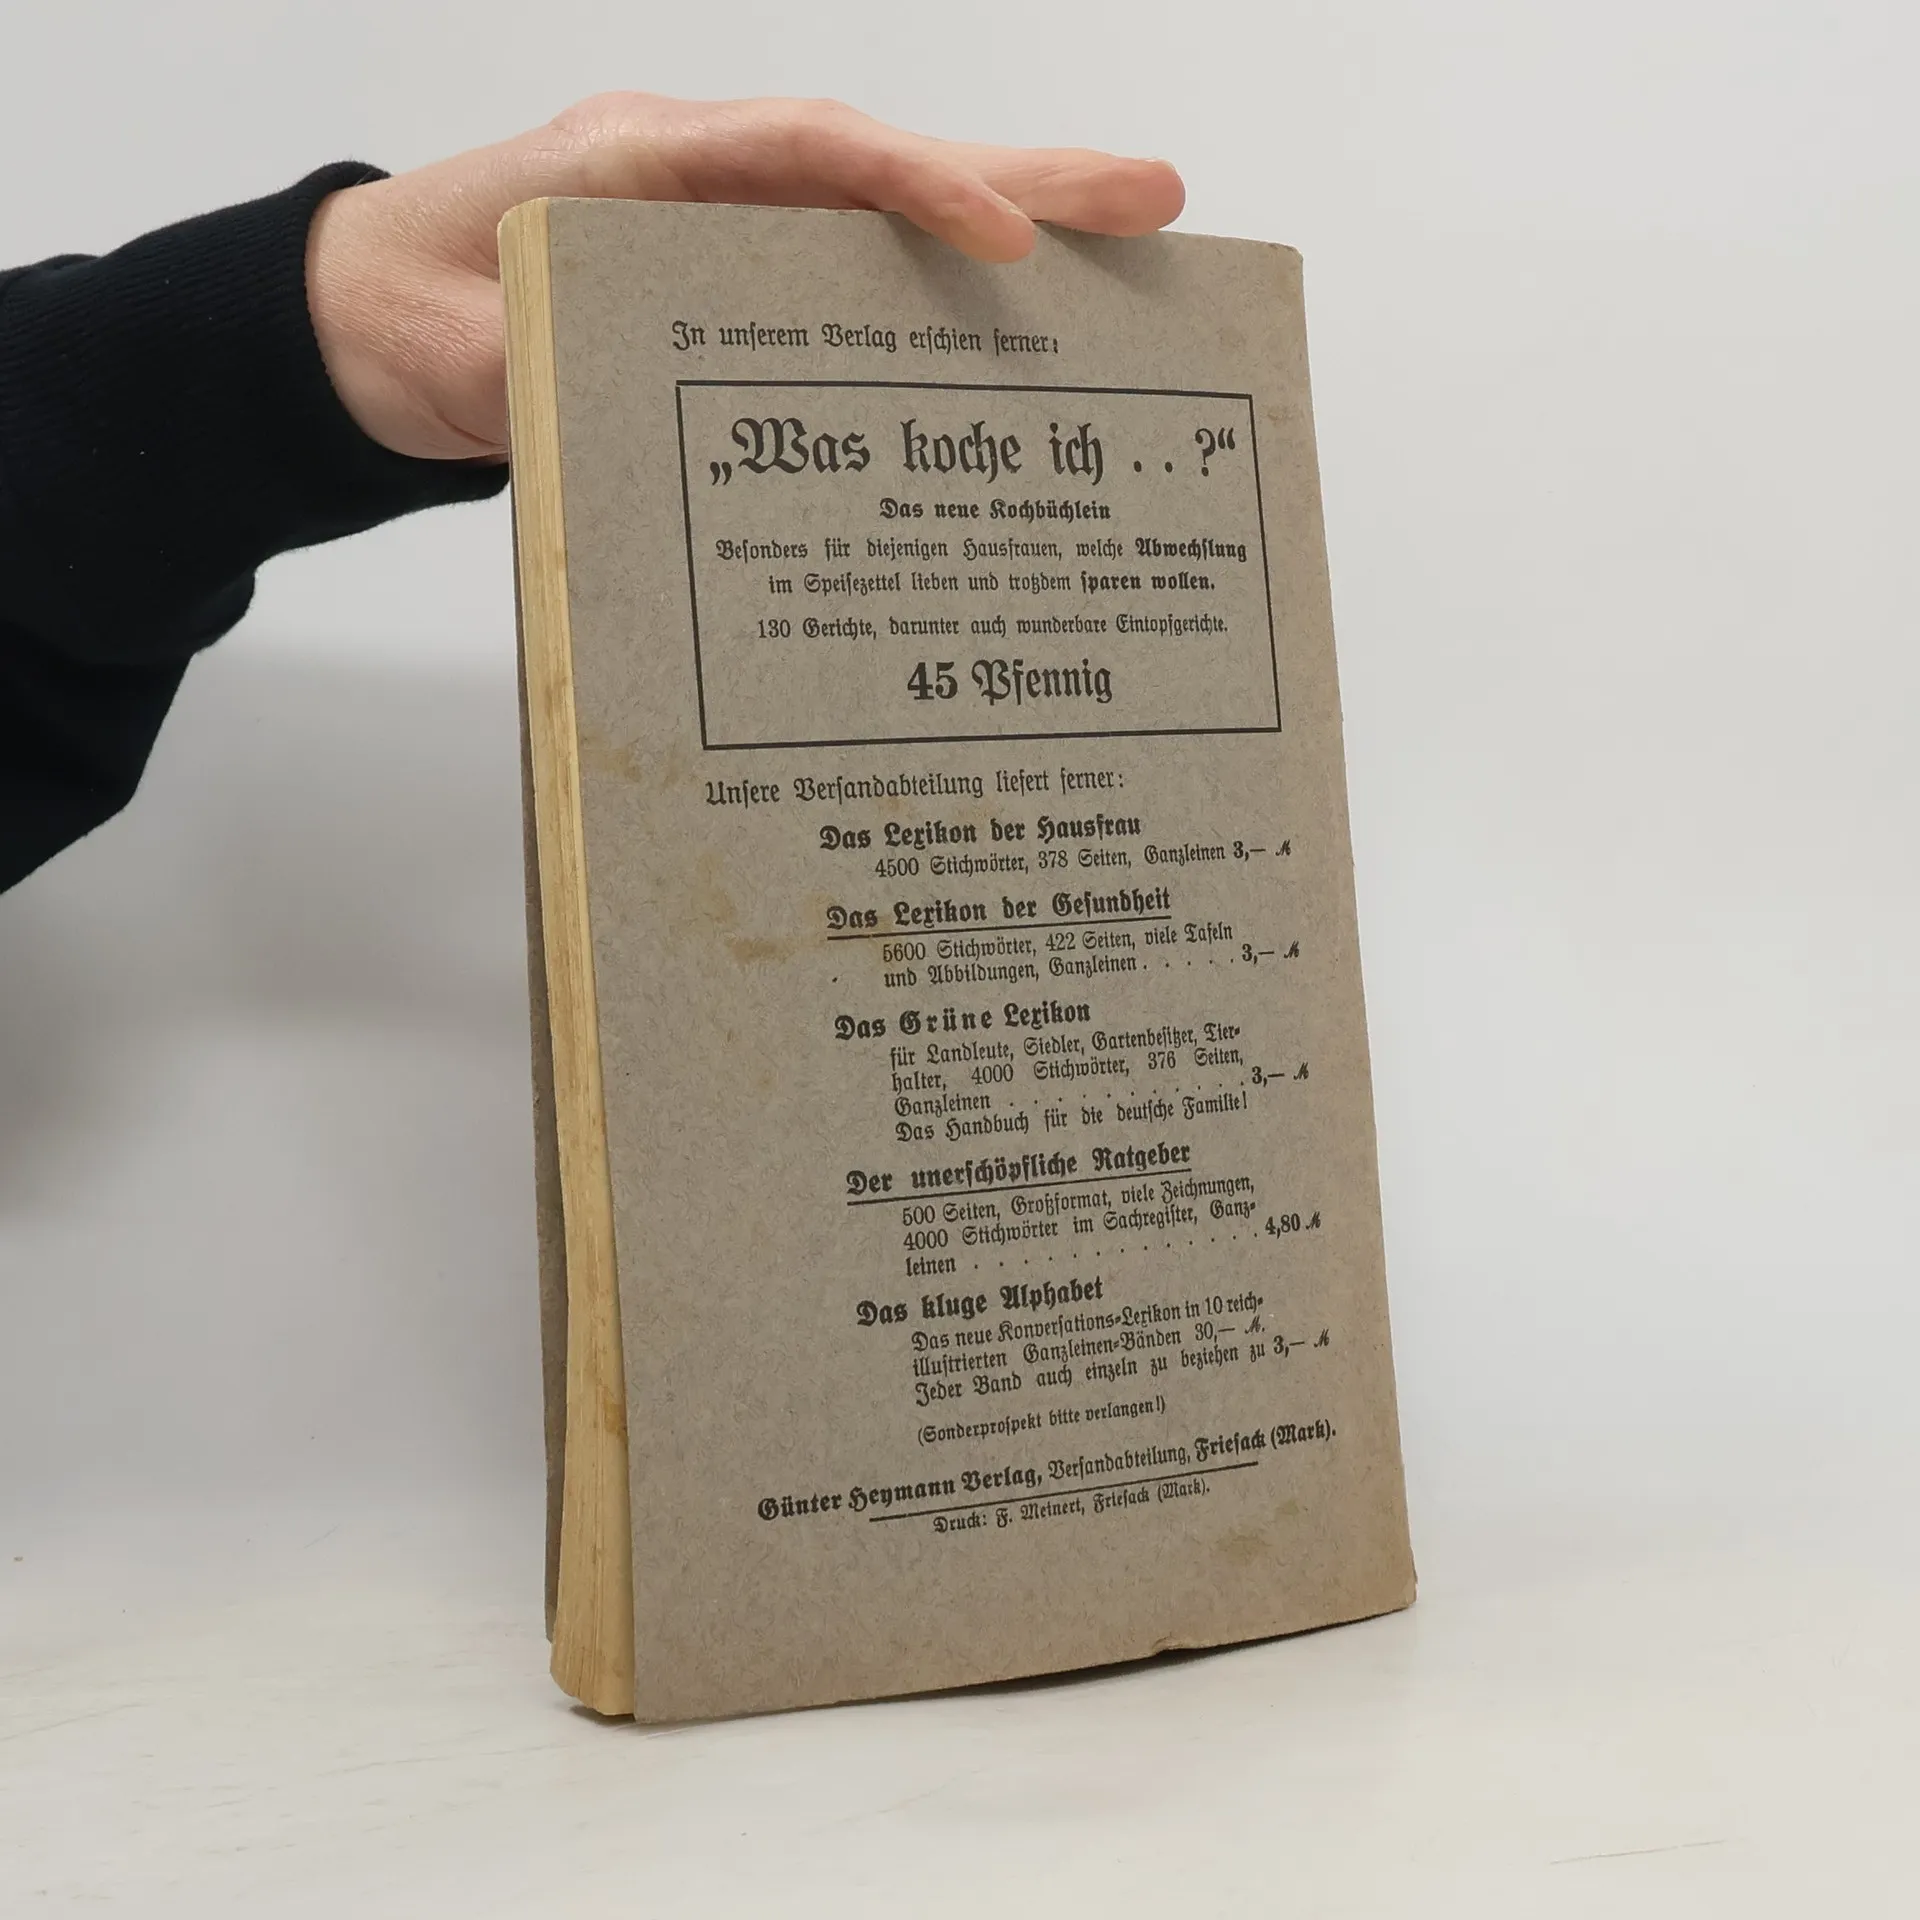 In unserem Verlag erschien ferner:
„Was koche ich . . ?“
Das neue Kochbüchlein
Besonders für diejenigen Hausfrauen, welche Abwechslung
im Speisezettel lieben und trotzdem sparen wollen.
130 Gerichte, darunter auch wunderbare Eintopfgerichte.
45 Pfennig
Unsere Versandabteilung liefert ferner:
Das Lexikon der Hausfrau
4500 Stichwörter, 378 Seiten, Ganzleinen 3,— ℳ
Das Lexikon der Gesundheit
5600 Stichwörter, 422 Seiten, viele Tafeln
und Abbildungen, Ganzleinen . . . . . 3,— ℳ
Das Grüne Lexikon
für Landleute, Siedler, Gartenbesitzer, Tier-
halter, 4000 Stichwörter, 376 Seiten,
Ganzleinen . . . . . . . . . . 3,— ℳ
Das Handbuch für die deutsche Familie!
Der unerschöpfliche Ratgeber
500 Seiten, Großformat, viele Zeichnungen,
4000 Stichwörter im Sachregister, Ganz-
leinen . . . . . . . . . . . . 4,80 ℳ
Das kluge Alphabet
Das neue Konversations-Lexikon in 10 reich-
illustrierten Ganzleinen-Bänden 30,— ℳ.
Jeder Band auch einzeln zu beziehen zu 3,— ℳ
(Sonderprospekt bitte verlangen!)
Günter Heymann Verlag, Versandabteilung, Friesack (Mark).
Druck: F. Meinert, Friesack (Mark).